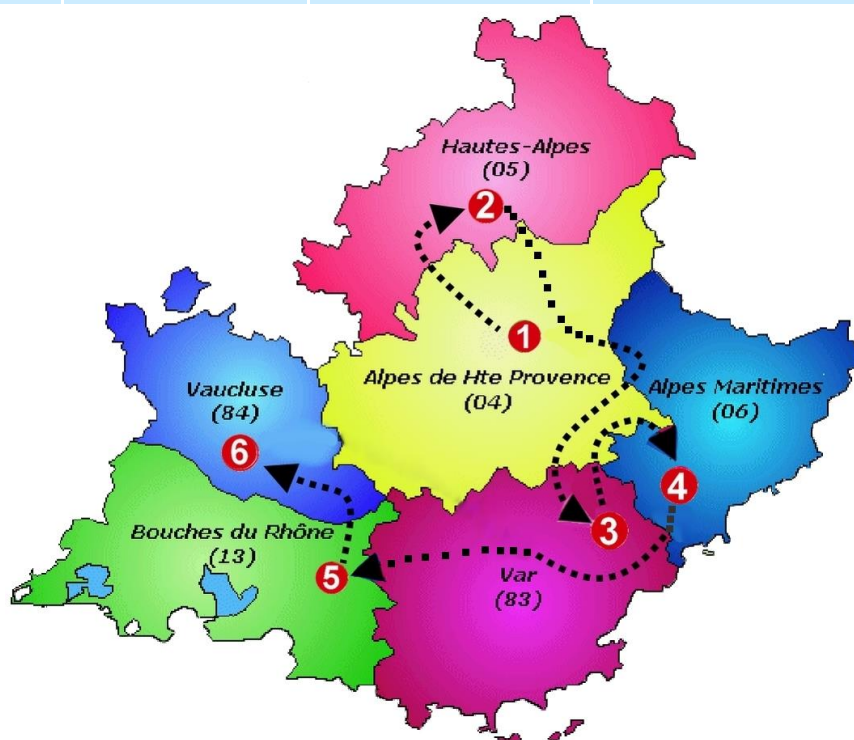 Hautes-Alpes
(05)
2
1
Alpes de Hte Provence
(04)
Alpes Maritimes
(06)
Vaucluse
(84)
6
4
3
Bouches du Rhône
(13)
5
Var
(83)